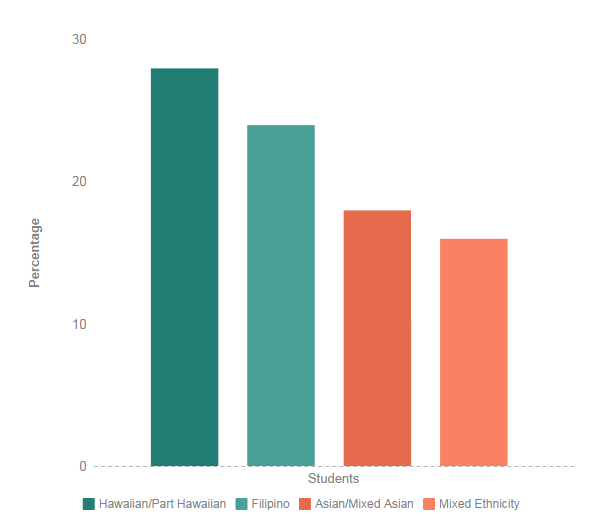 30
20
10
0
Percentage
Students
Hawaiian/Part Hawaiian Filipino Asian/Mixed Asian Mixed Ethnicity